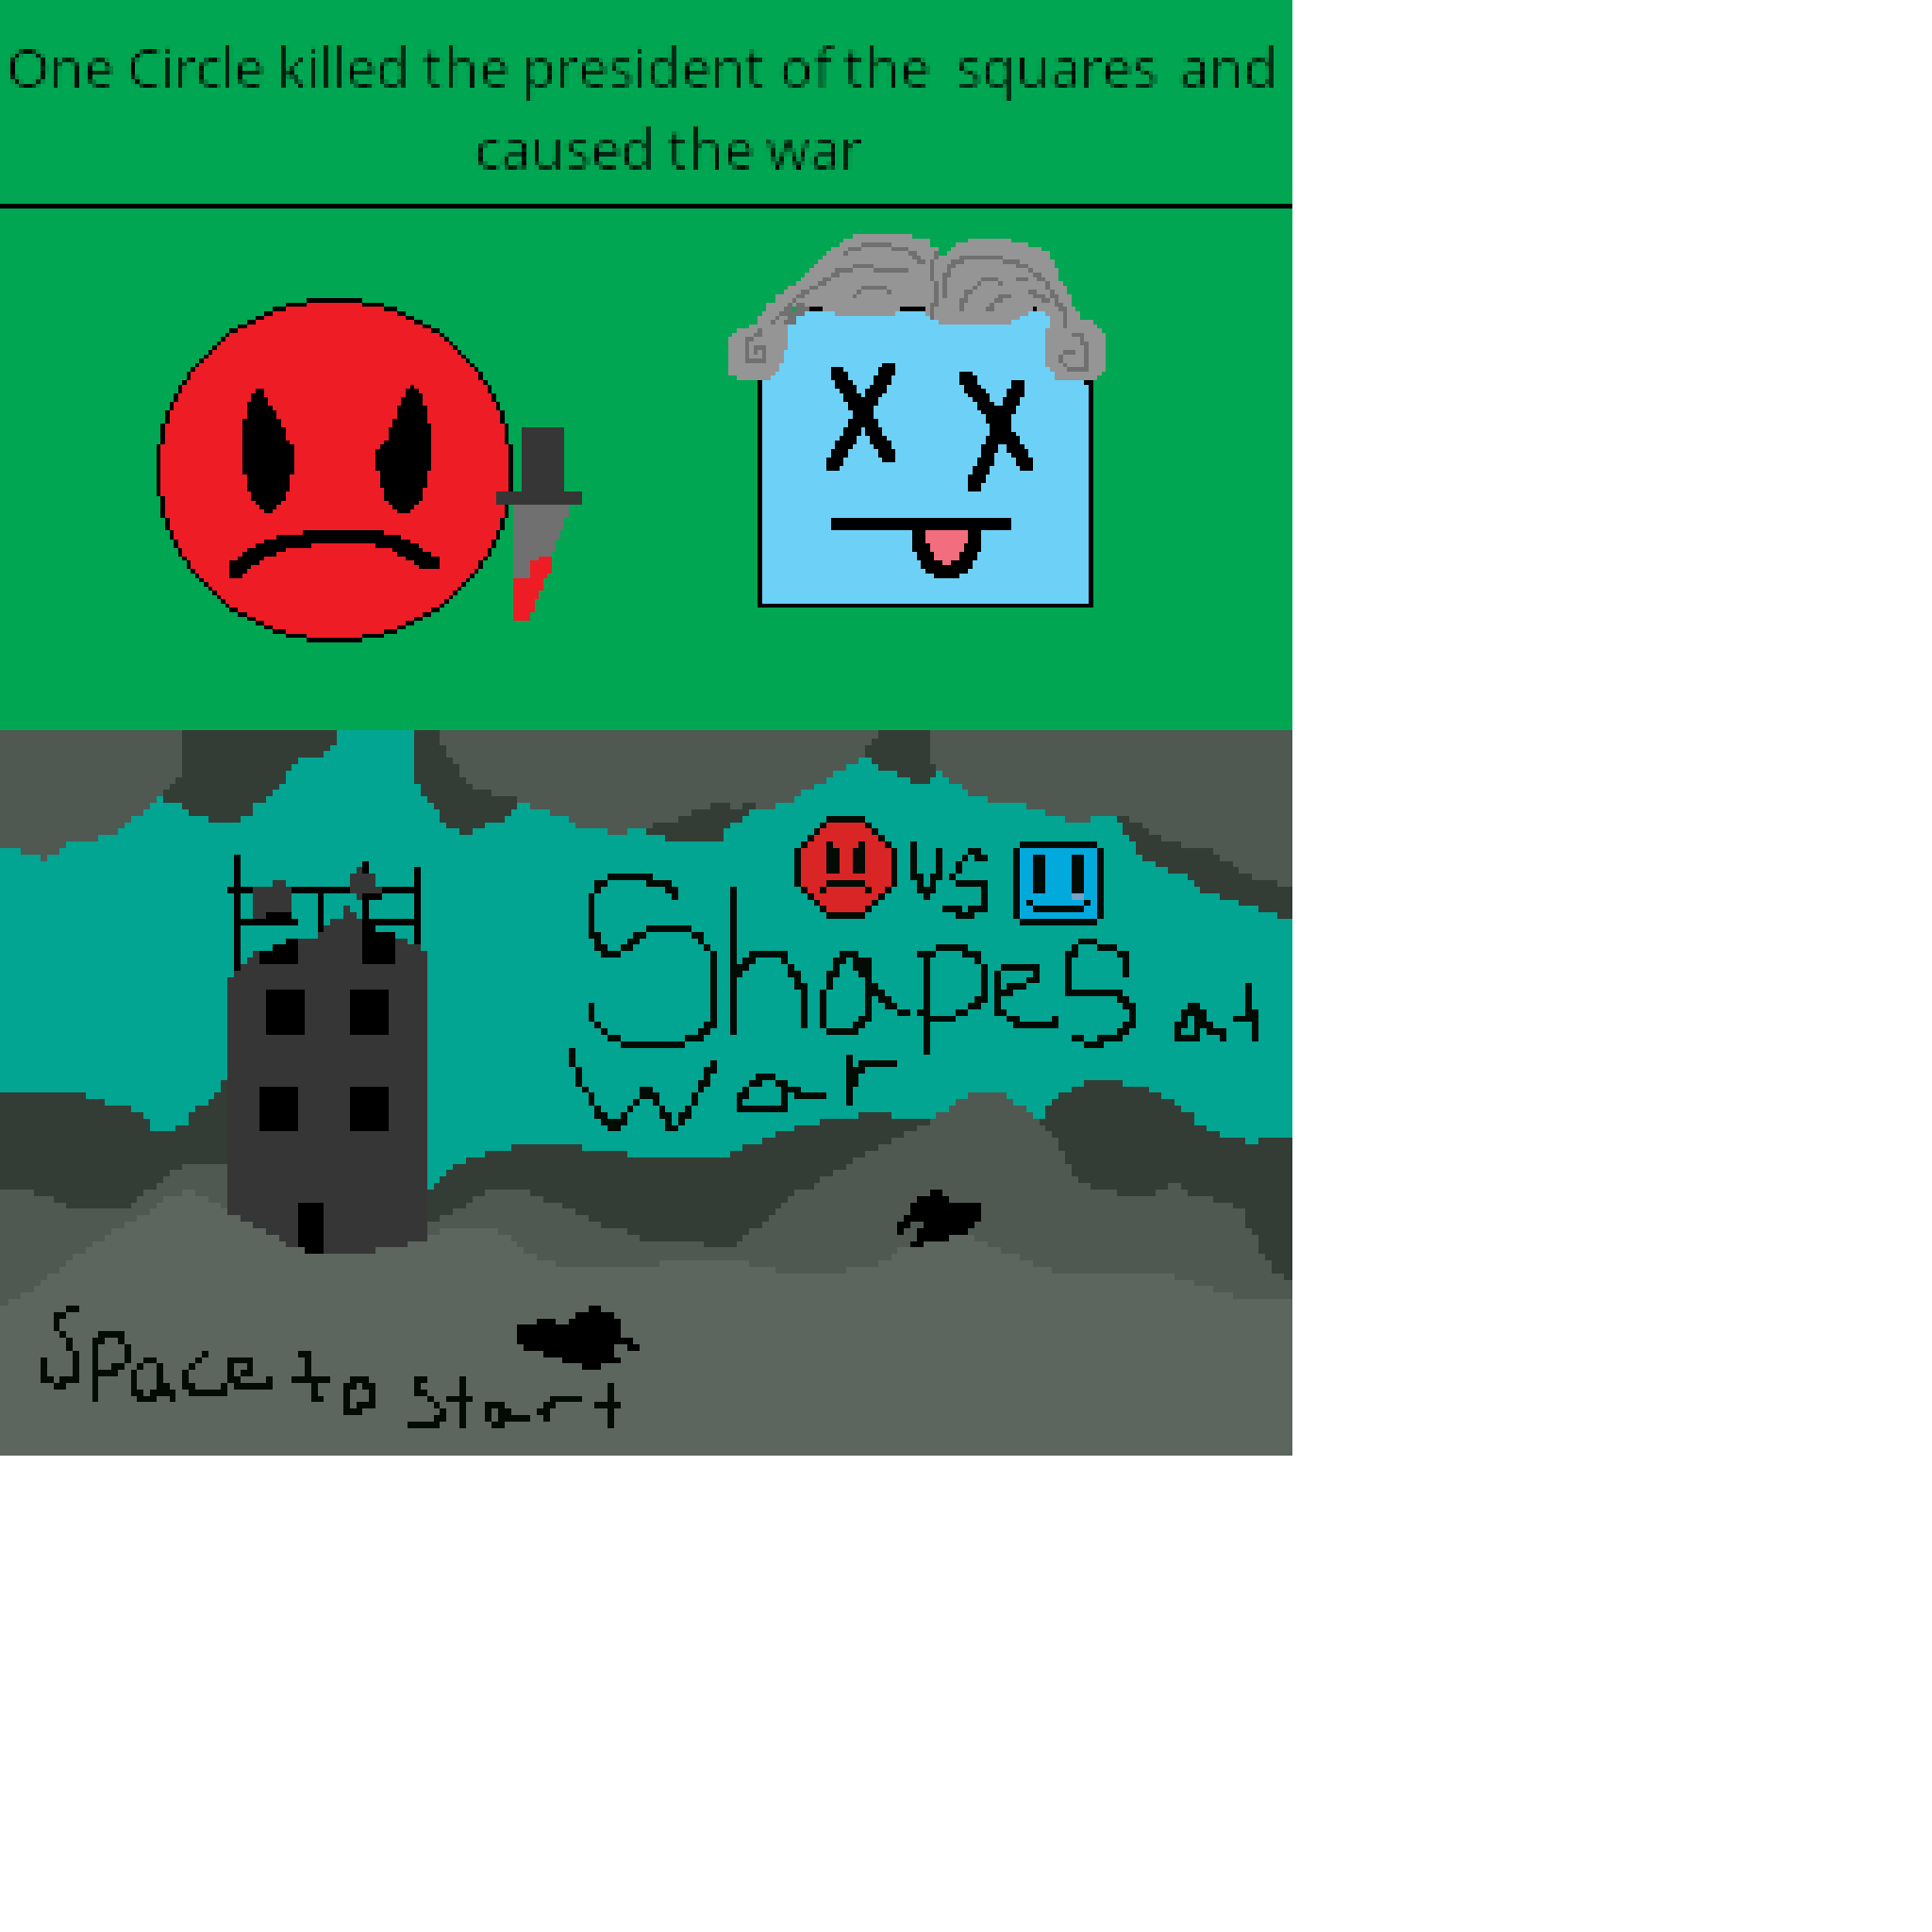 One Circle killed the president of the squares and
caused the war
vs
Shapes at
war
Space to start